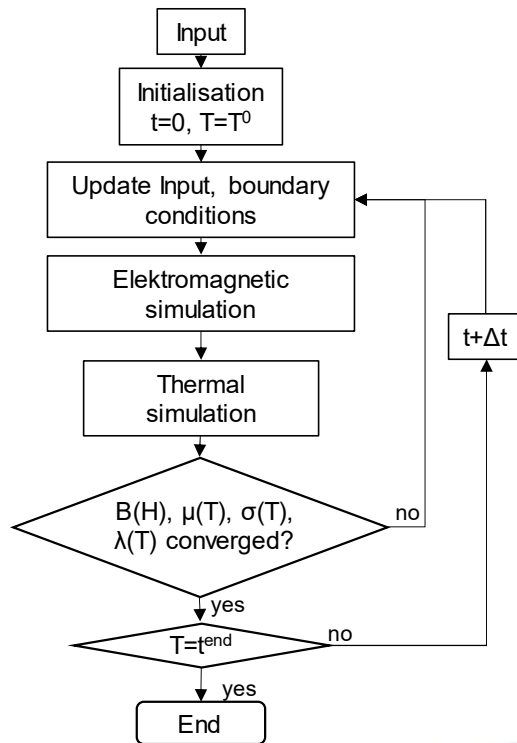 Input
Initialisation
t=0, T=T⁰
Update Input, boundary
conditions
Elektromagnetic
simulation
t+Δt
Thermal
simulation
B(H), μ(T), σ(T),
λ(T) converged?
no
yes
T=t^end
no
yes
End